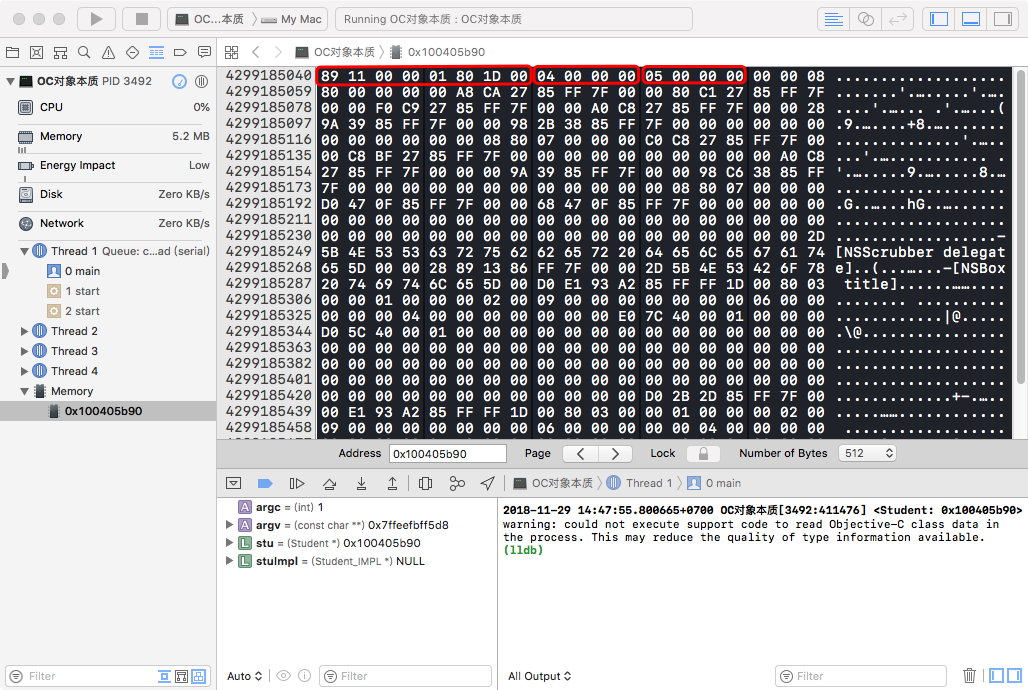 OC...本质 〉 My Mac
Running OC对象本质 : OC对象本质
OC对象本质 〉 0x100405b90
OC对象本质 PID 3492
CPU 0%
Memory 5.2 MB
Energy Impact Low
Disk Zero KB/s
Network Zero KB/s
Thread 1 Queue: c...ad (serial)
0 main
1 start
2 start
Thread 2
Thread 3
Thread 4
Memory
0x100405b90
4299185040 89 11 00 00 01 80 1D 00 04 00 00 00 05 00 00 00 00 00 08
4299185059 80 00 00 00 00 A8 CA 27 85 FF 7F 00 00 80 C1 27 85 FF 7F
4299185078 00 00 F0 C9 27 85 FF 7F 00 00 A0 C8 27 85 FF 7F 00 00 28
4299185097 9A 39 85 FF 7F 00 00 98 2B 38 85 FF 7F 00 00 00 00 00 00
4299185116 00 00 00 00 00 08 80 07 00 00 00 00 C0 C8 27 85 FF 7F 00
4299185135 00 C8 BF 27 85 FF 7F 00 00 00 00 00 00 00 00 00 00 A0 C8
4299185154 27 85 FF 7F 00 00 00 9A 39 85 FF 7F 00 00 98 C6 38 85 FF
4299185173 7F 00 00 00 00 00 00 00 00 00 00 00 00 08 80 07 00 00 00
4299185192 D0 47 0F 85 FF 7F 00 00 68 47 0F 85 FF 7F 00 00 00 00 00
4299185211 00 00 00 00 00 00 00 00 00 00 00 00 00 00 00 00 00 00 00
4299185230 00 00 00 00 00 00 00 00 00 00 00 00 00 00 00 00 00 00 2D
4299185249 5B 4E 53 53 63 72 75 62 62 65 72 20 64 65 6C 65 67 61 74 [NSScrubber delegat
4299185268 65 5D 00 00 28 89 13 86 FF 7F 00 00 2D 5B 4E 53 42 6F 78 e]..(......-[NSBox
4299185287 20 74 69 74 6C 65 5D 00 D0 E1 93 A2 85 FF FF 1D 00 80 03 title]............
4299185306 00 00 01 00 00 00 02 00 09 00 00 00 00 00 00 00 06 00 00
4299185325 00 00 00 04 00 00 00 00 00 00 00 E0 7C 40 00 01 00 00 00
4299185344 D0 5C 40 00 01 00 00 00 00 00 00 00 00 00 00 00 00 00 00
4299185363 00 00 00 00 00 00 00 00 00 00 00 00 00 00 00 00 00 00 00
4299185382 00 00 00 00 00 00 00 00 00 00 00 00 00 00 00 00 00 00 00
4299185401 00 00 00 00 00 00 00 00 00 00 00 00 00 00 00 00 00 00 00
4299185420 00 00 00 00 00 00 00 00 00 00 00 00 D0 2B 2D 85 FF 7F 00
4299185439 00 E1 93 A2 85 FF FF 1D 00 80 03 00 00 01 00 00 00 02 00
4299185458 09 00 00 00 00 00 00 00 06 00 00 00 00 00 04 00 00 00 00
Address 0x100405b90 Page Lock Number of Bytes 512
OC对象本质 〉 Thread 1 〉 0 main
A argc = (int) 1
A argv = (const char **) 0x7ffeefbff5d8
L stu = (Student *) 0x100405b90
L stuImpl = (Student_IMPL *) NULL
2018-11-29 14:47:55.800665+0700 OC对象本质[3492:411476] <Student: 0x100405b90>
warning: could not execute support code to read Objective-C class data in
the process. This may reduce the quality of type information available.
(lldb)
Filter
Auto
Filter
All Output
Filter